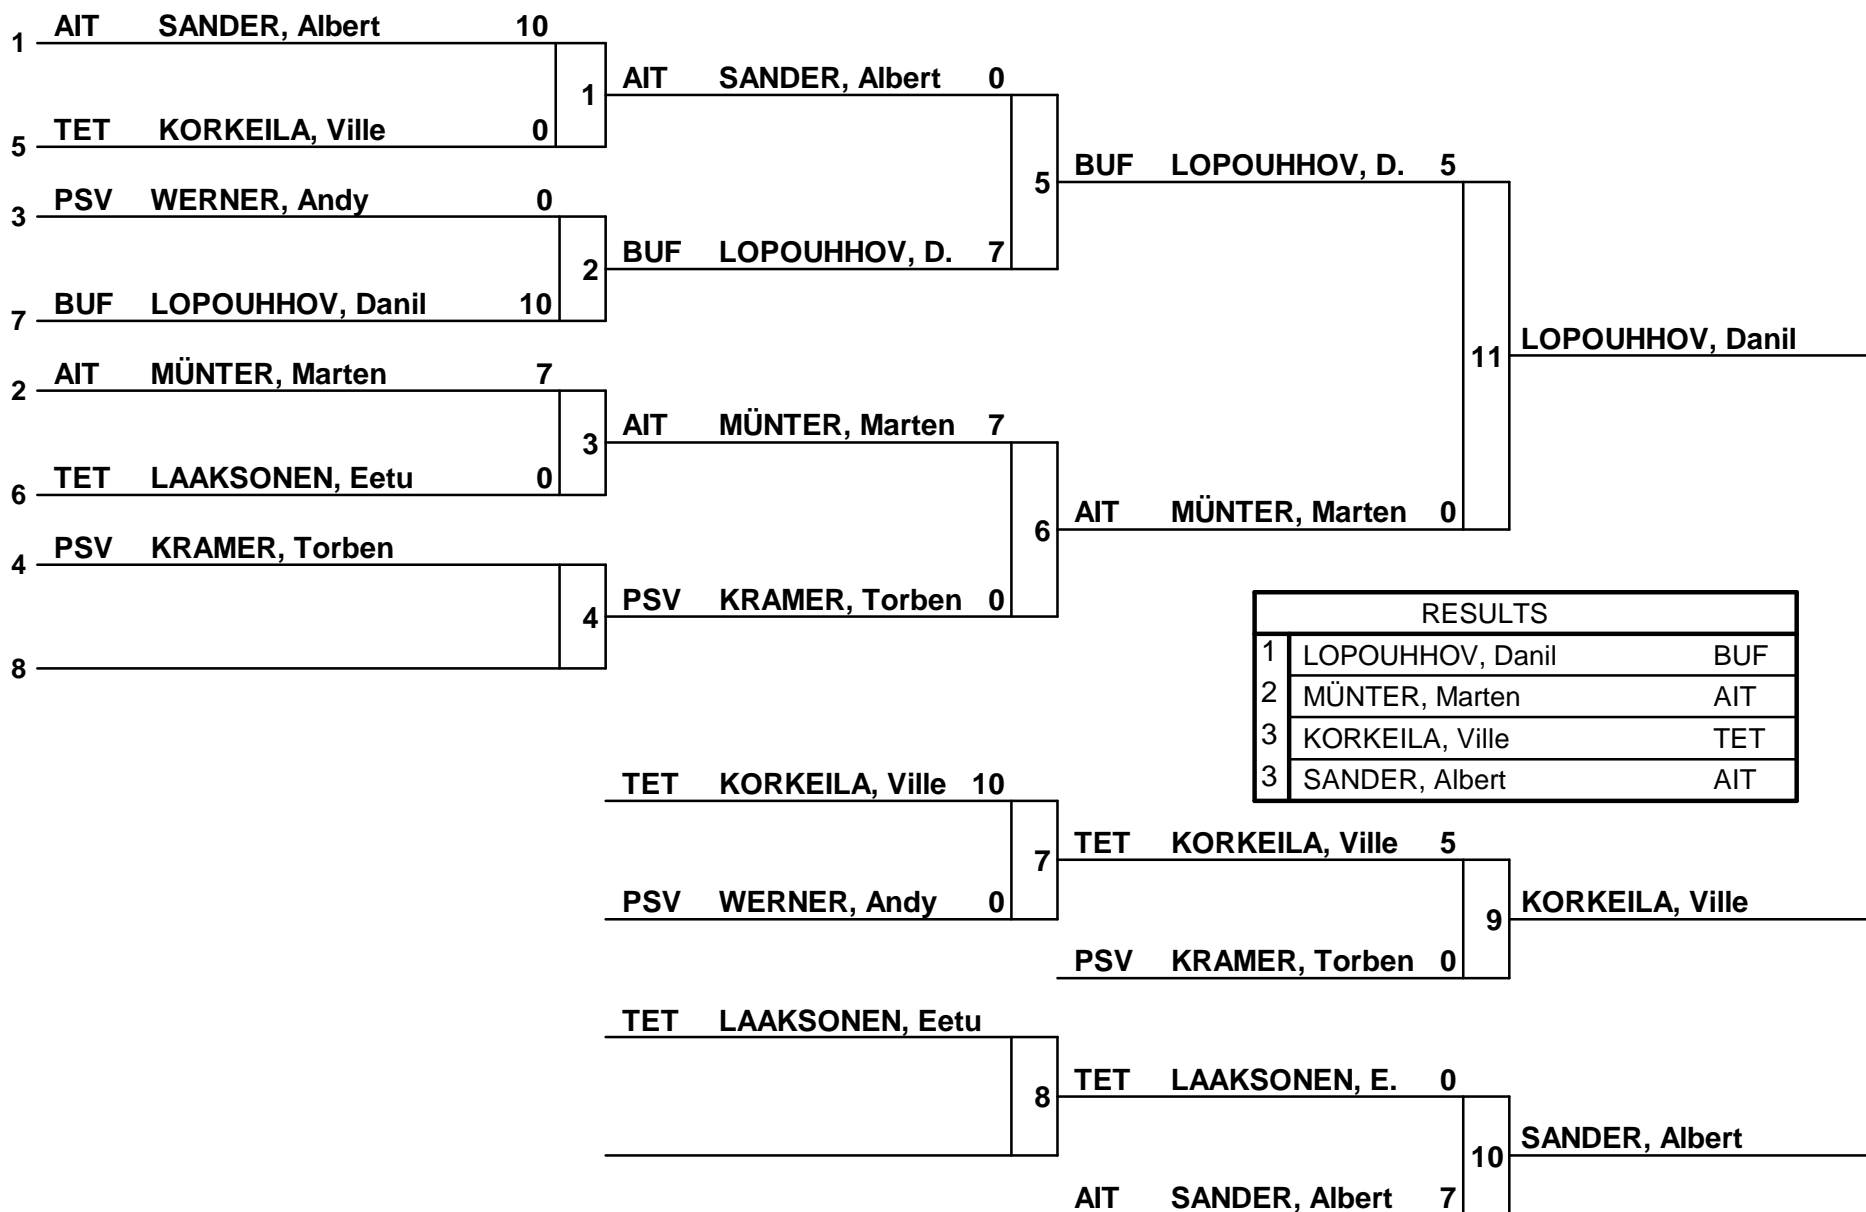 1 AIT SANDER, Albert 10
1 AIT SANDER, Albert 0
5 TET KORKEILA, Ville 0
5 BUF LOPOUHHOV, D. 5
3 PSV WERNER, Andy 0
2 BUF LOPOUHHOV, D. 7
7 BUF LOPOUHHOV, Danil 10
11 LOPOUHHOV, Danil
2 AIT MÜNTER, Marten 7
3 AIT MÜNTER, Marten 7
6 TET LAAKSONEN, Eetu 0
6 AIT MÜNTER, Marten 0
4 PSV KRAMER, Torben
4 PSV KRAMER, Torben 0
8
RESULTS
1 LOPOUHHOV, Danil BUF
2 MÜNTER, Marten AIT
3 KORKEILA, Ville TET
3 SANDER, Albert AIT
TET KORKEILA, Ville 10
7 TET KORKEILA, Ville 5
PSV WERNER, Andy 0
9 KORKEILA, Ville
PSV KRAMER, Torben 0
TET LAAKSONEN, Eetu
8 TET LAAKSONEN, E. 0
10 SANDER, Albert
AIT SANDER, Albert 7